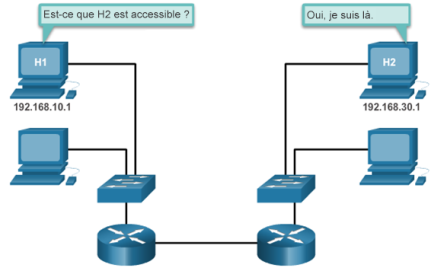 Est-ce que H2 est accessible ?
Oui, je suis là.
H1
H2
192.168.10.1
192.168.30.1